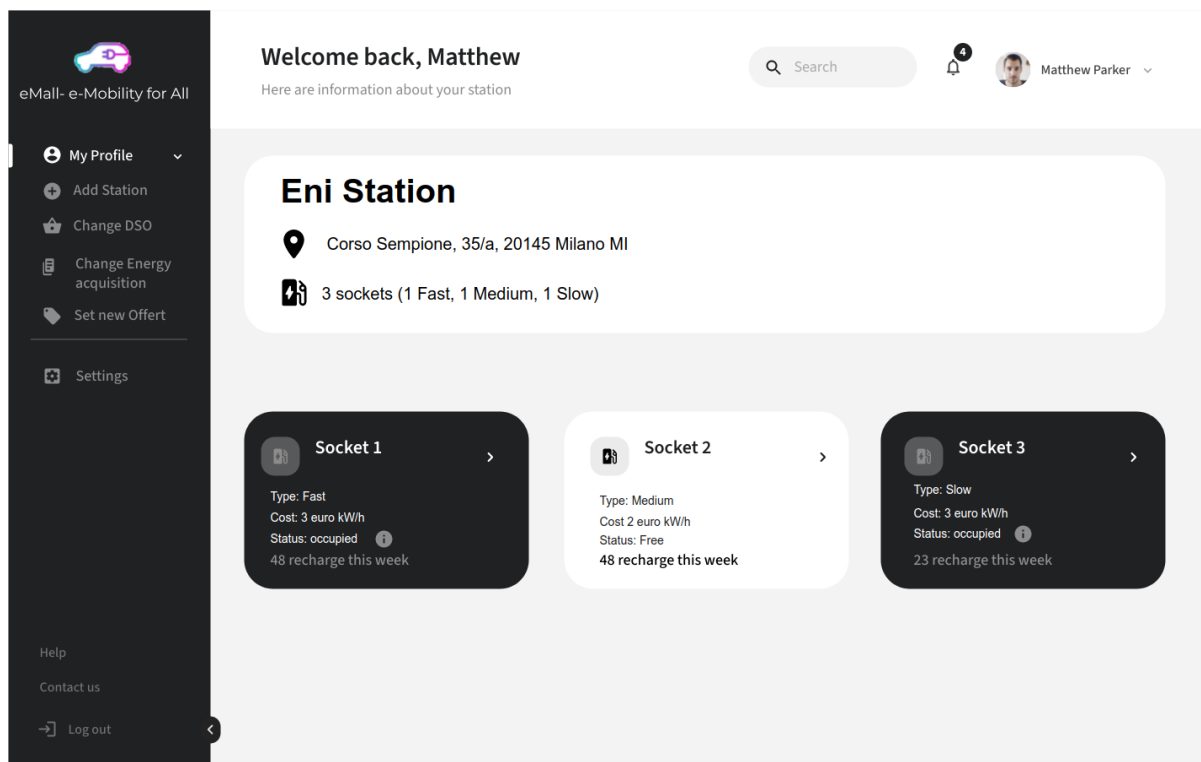 eMall- e-Mobility for All
My Profile
Add Station
Change DSO
Change Energy
acquisition
Set new Offert
Settings
Help
Contact us
Log out
Welcome back, Matthew
Here are information about your station
Search
4
Matthew Parker
Eni Station
Corso Sempione, 35/a, 20145 Milano MI
3 sockets (1 Fast, 1 Medium, 1 Slow)
Socket 1
Type: Fast
Cost: 3 euro kW/h
Status: occupied
48 recharge this week
Socket 2
Type: Medium
Cost 2 euro kW/h
Status: Free
48 recharge this week
Socket 3
Type: Slow
Cost: 3 euro kW/h
Status: occupied
23 recharge this week